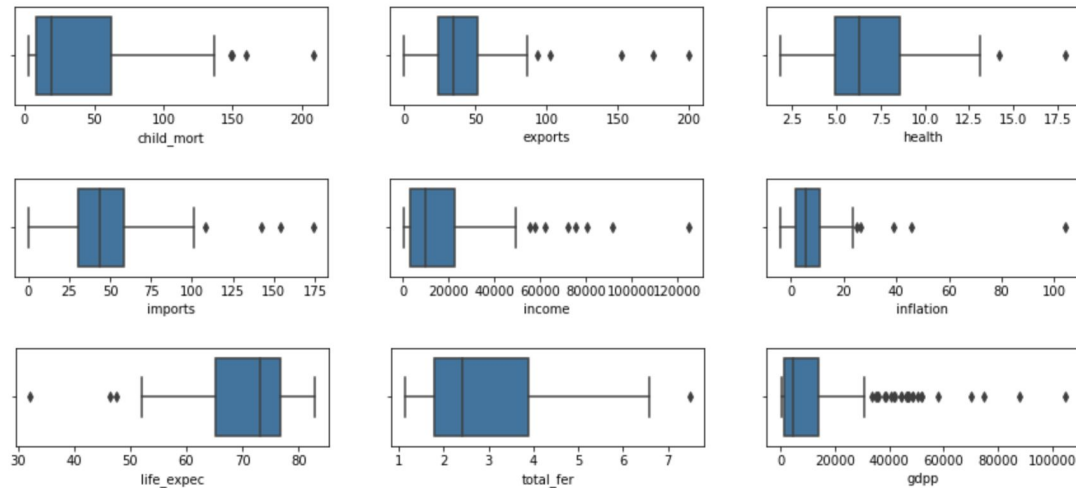 0 50 100 150 200
child_mort
0 50 100 150 200
exports
2.5 5.0 7.5 10.0 12.5 15.0 17.5
health
0 25 50 75 100 125 150 175
imports
0 20000 40000 60000 80000 100000120000
income
0 20 40 60 80 100
inflation
30 40 50 60 70 80
life_expec
1 2 3 4 5 6 7
total_fer
0 20000 40000 60000 80000 100000
gdpp